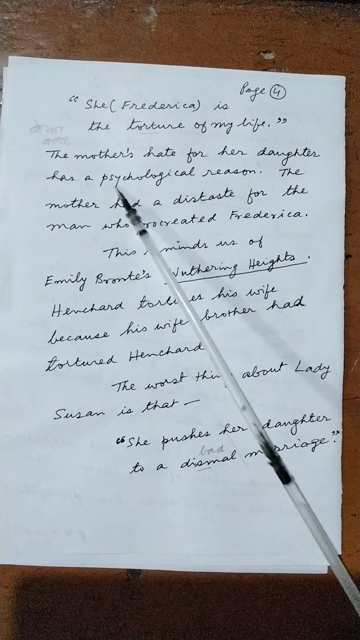 Page 4
"She (Frederica) is
the torture of my life."
The mother's hate for her daughter
has a psychological reason. The
mother had a distaste for the
man who procreated Frederica.
This reminds us of
Emily Bronte's Wuthering Heights.
Henchard tortures his wife
because his wife brother had
tortured Henchard
The worst thing about Lady
Susan is that —
"She pushes her daughter
bad
to a dismal marriage."